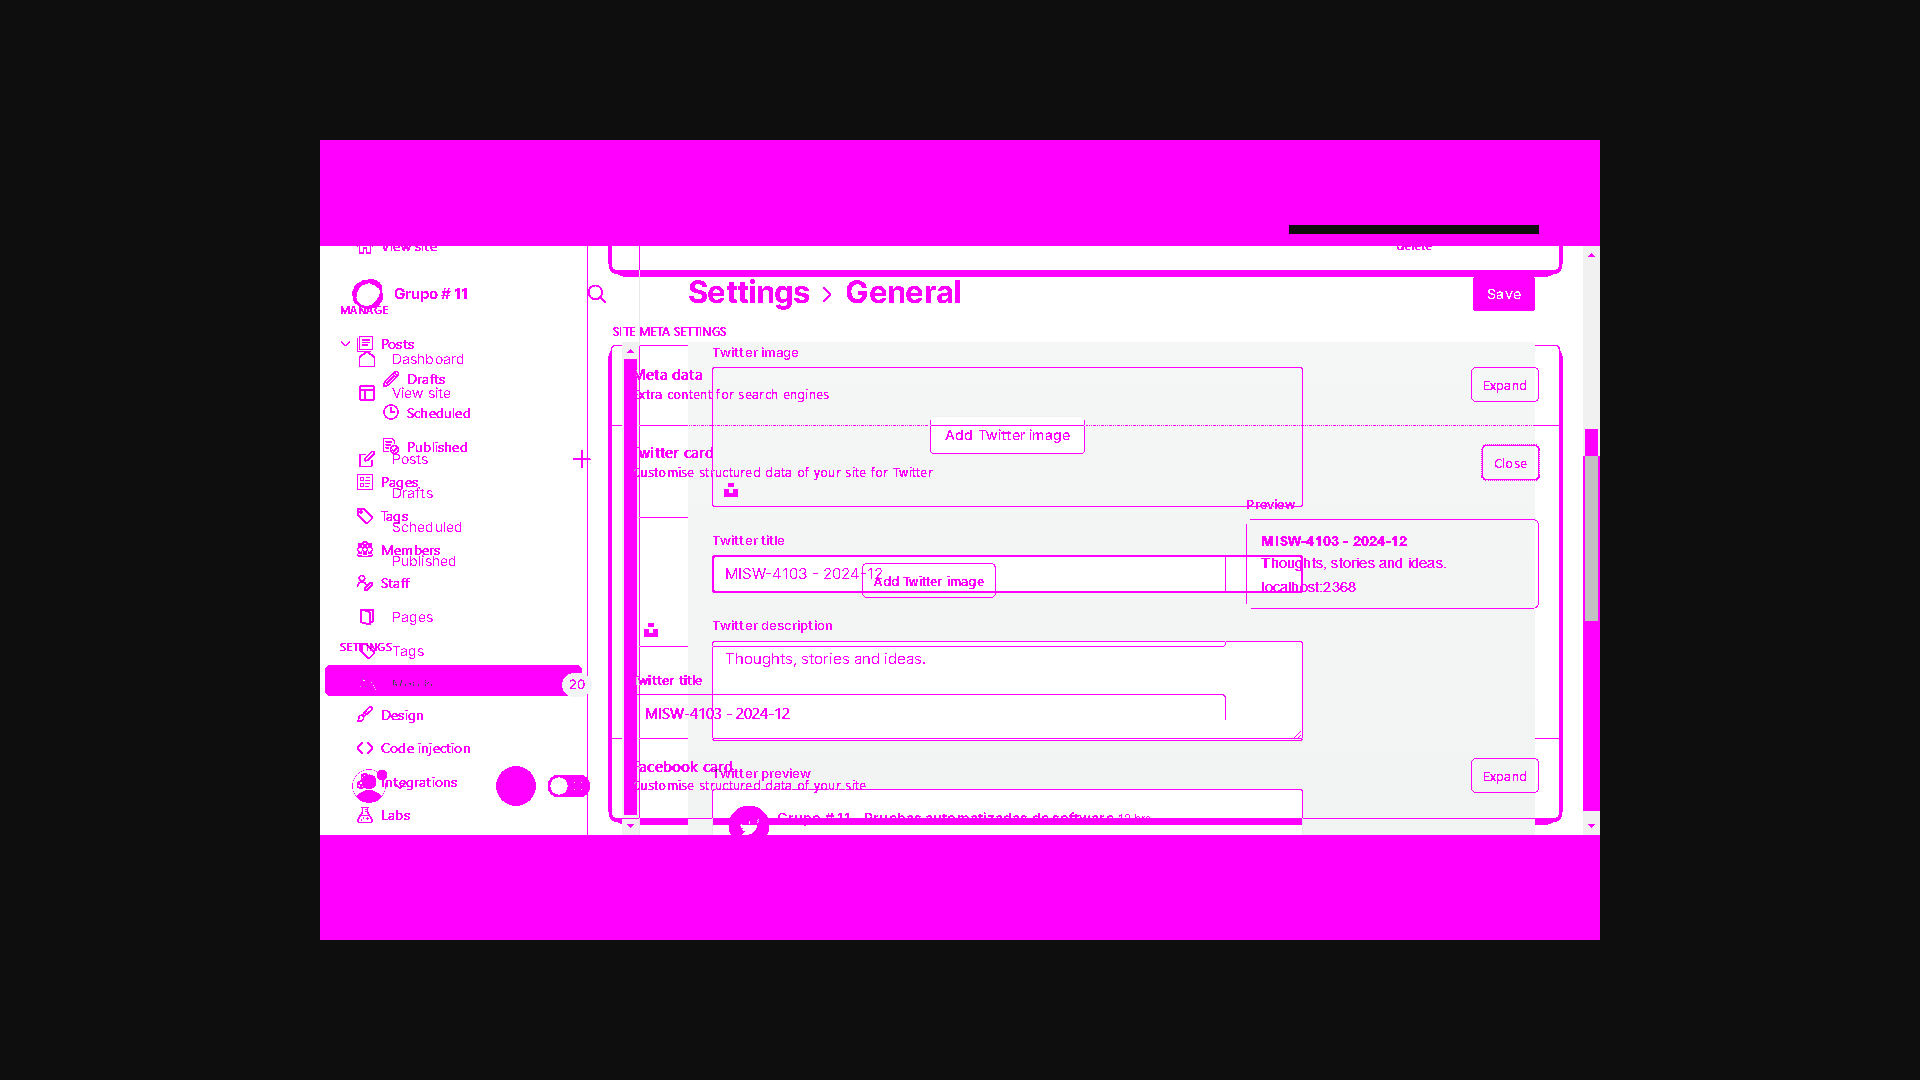 View site
delete
Grupo # 11
Settings > General
Save
MANAGE
SITE META SETTINGS
Posts
Dashboard
Twitter image
Drafts
View site
Meta data
Extra content for search engines
Expand
Scheduled
Add Twitter image
Published
Posts
Twitter card
Customise structured data of your site for Twitter
Close
Pages
Drafts
Preview
Tags
Scheduled
Twitter title
MISW-4103 - 2024-12
Members
Published
Thoughts, stories and ideas.
MISW-4103 - 2024-12
Add Twitter image
localhost:2368
Staff
Pages
Twitter description
SETTINGS
Tags
Thoughts, stories and ideas.
Twitter title
20
Design
MISW-4103 - 2024-12
Code injection
Facebook card
Twitter preview
Customise structured data of your site
Expand
Integrations
Labs
Grupo # 11 - Pruebas automatizadas de software 12 hrs